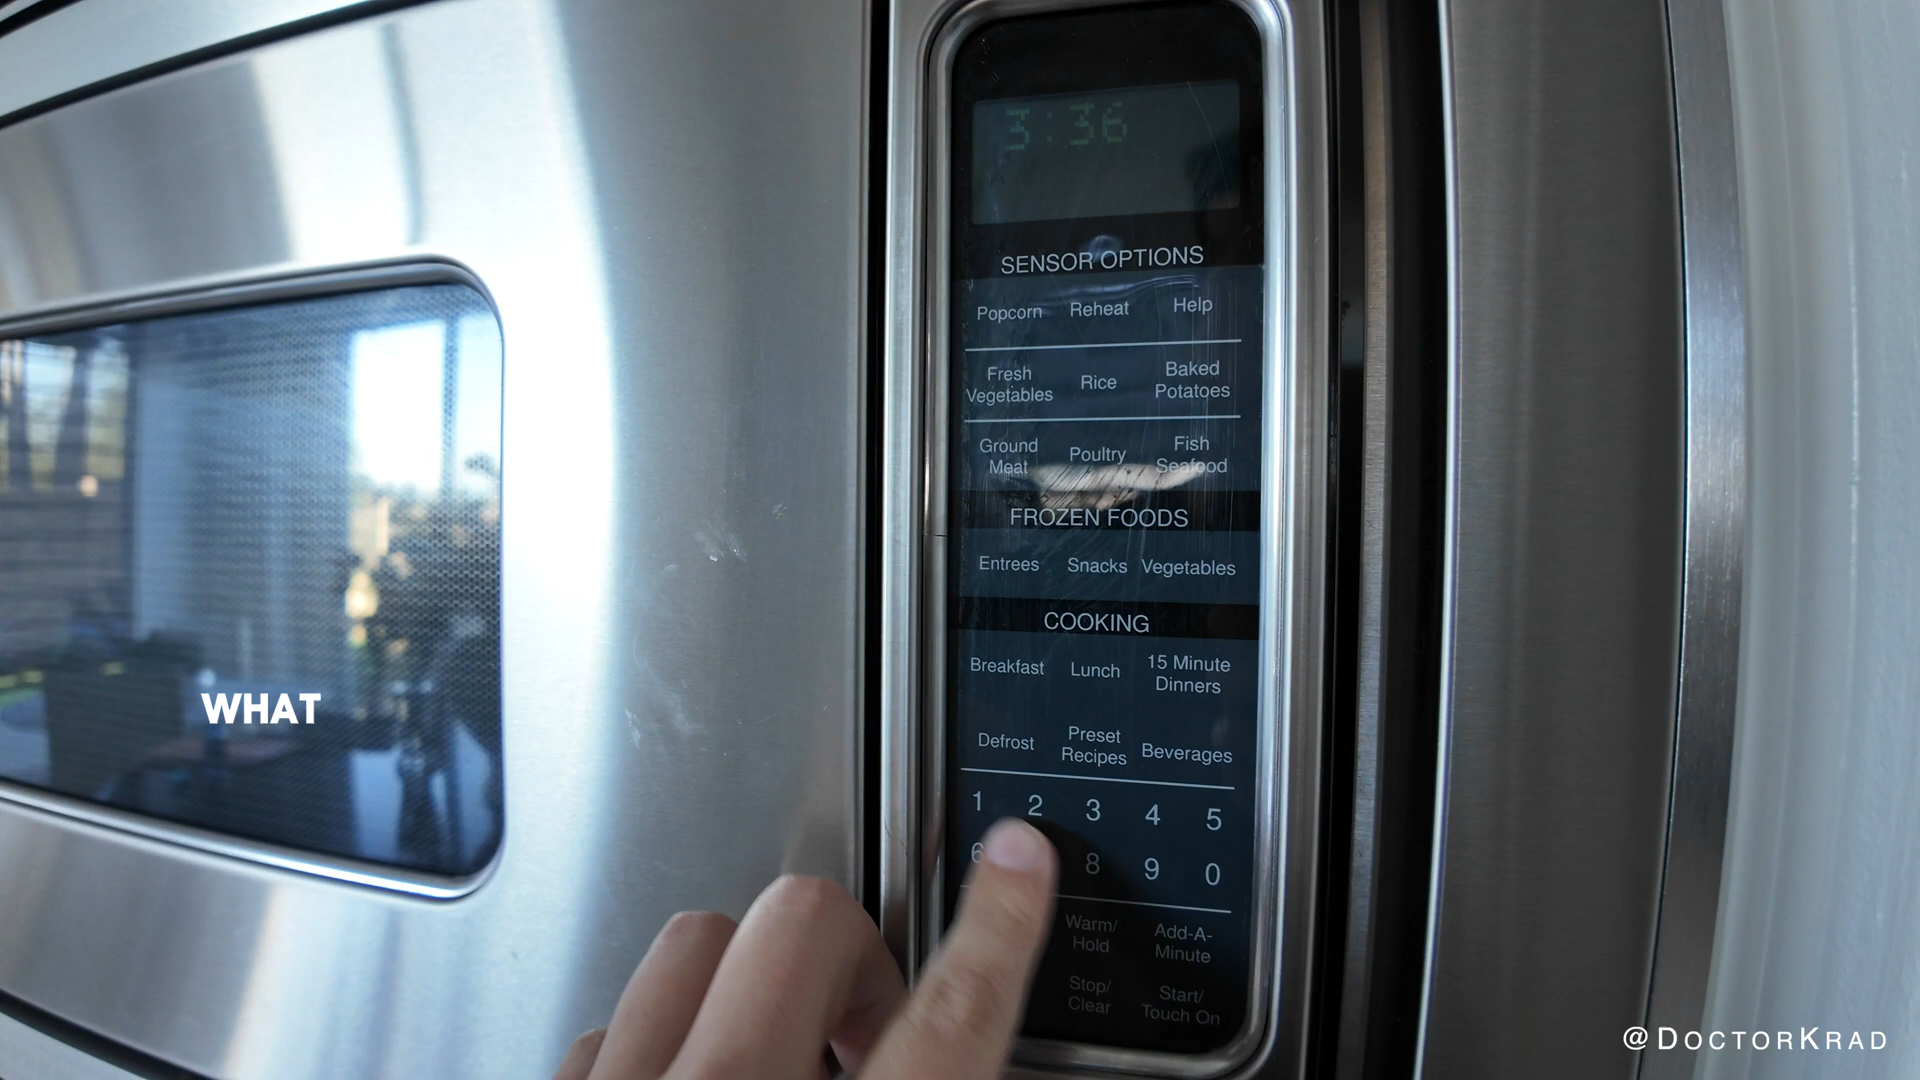 3:36
SENSOR OPTIONS
Popcorn Reheat Help
Fresh Vegetables Rice Baked Potatoes
Ground Meat Poultry Fish Seafood
FROZEN FOODS
Entrees Snacks Vegetables
COOKING
Breakfast Lunch 15 Minute Dinners
Defrost Preset Recipes Beverages
1 2 3 4 5
6 8 9 0
Warm/ Hold Add-A- Minute
Stop/ Clear Start/ Touch On
WHAT
@DOCTORKRAD